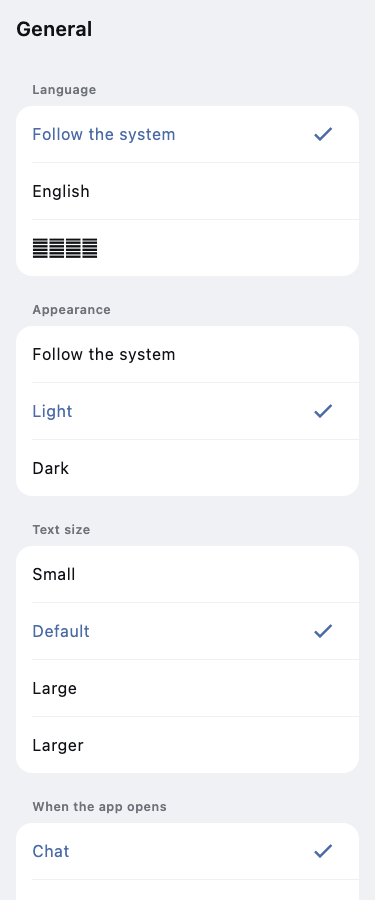 General
Language
Follow the system
English
Appearance
Follow the system
Light
Dark
Text size
Small
Default
Large
Larger
When the app opens
Chat